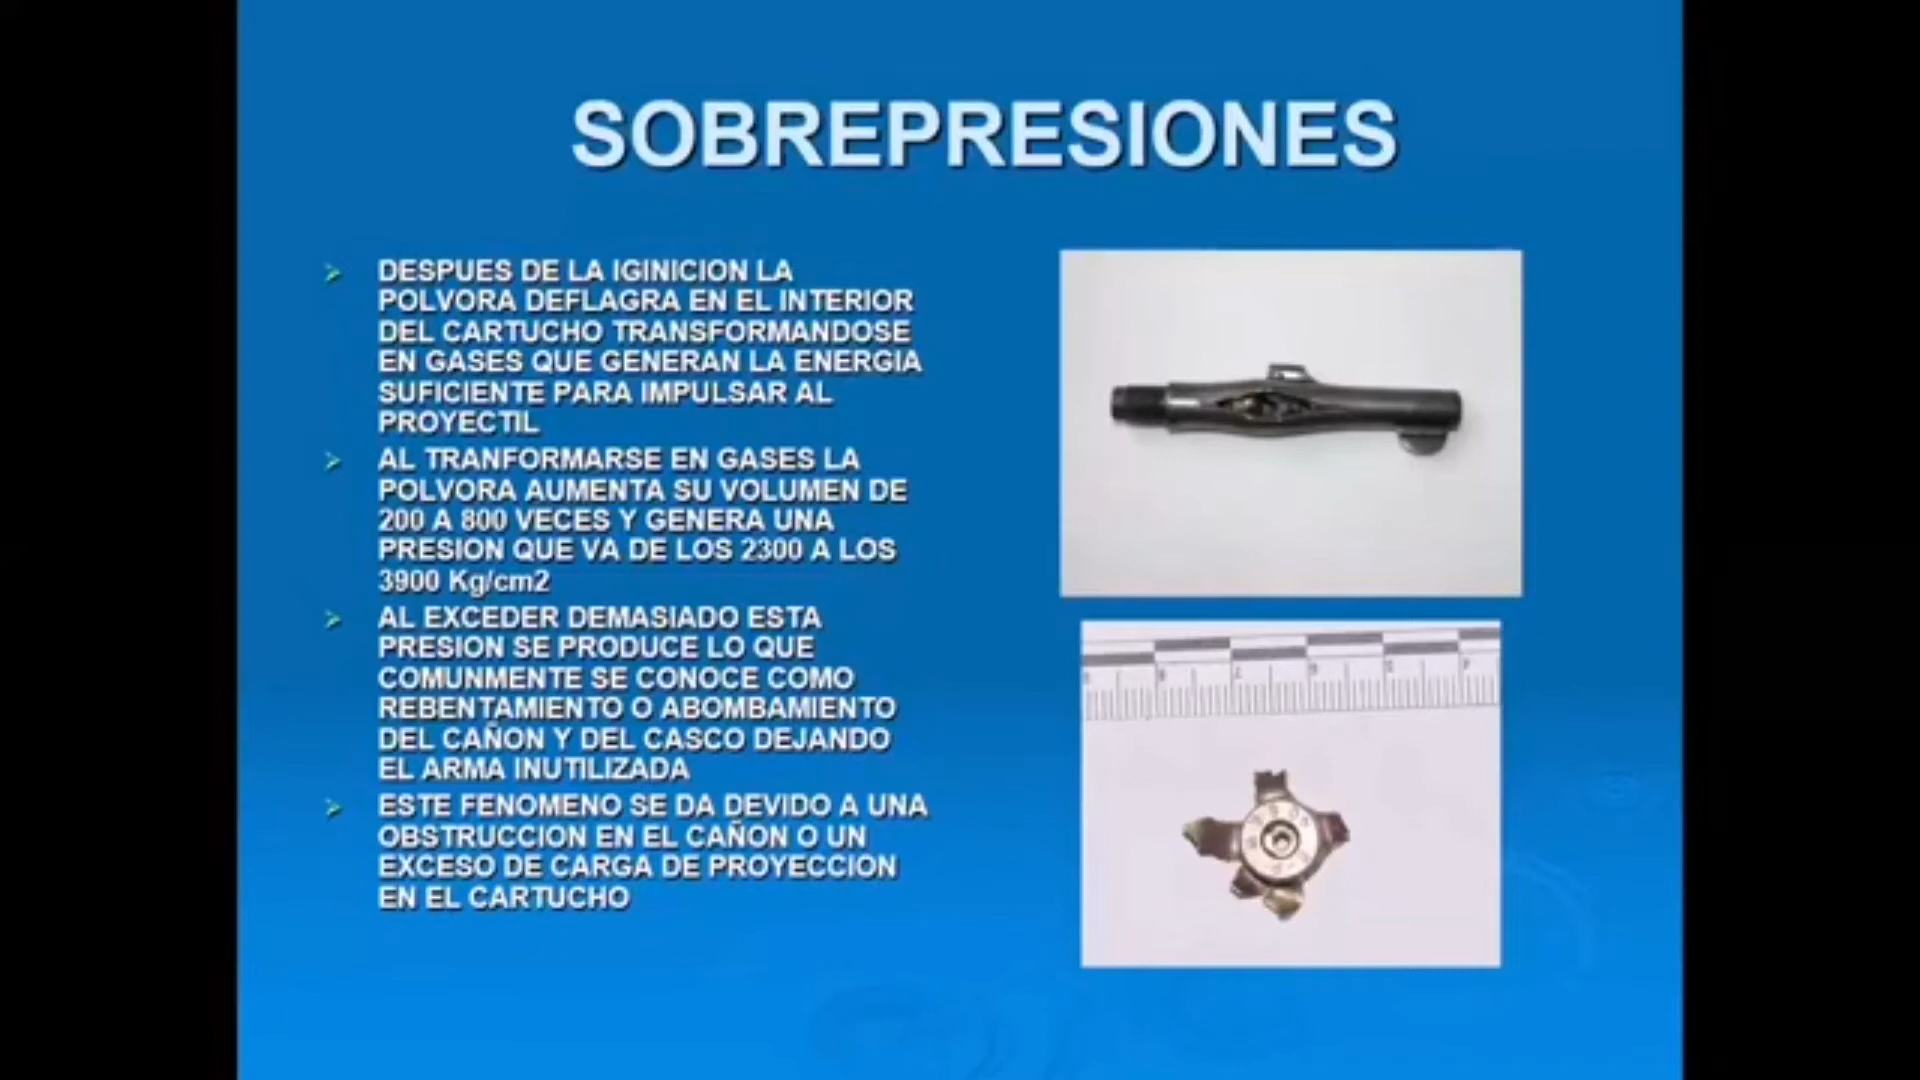 SOBREPRESIONES
DESPUES DE LA IGINICION LA
POLVORA DEFLAGRA EN EL INTERIOR
DEL CARTUCHO TRANSFORMANDOSE
EN GASES QUE GENERAN LA ENERGIA
SUFICIENTE PARA IMPULSAR AL
PROYECTIL
AL TRANFORMARSE EN GASES LA
POLVORA AUMENTA SU VOLUMEN DE
200 A 800 VECES Y GENERA UNA
PRESION QUE VA DE LOS 2300 A LOS
3900 Kg/cm2
AL EXCEDER DEMASIADO ESTA
PRESION SE PRODUCE LO QUE
COMUNMENTE SE CONOCE COMO
REBENTAMIENTO O ABOMBAMIENTO
DEL CAÑON Y DEL CASCO DEJANDO
EL ARMA INUTILIZADA
ESTE FENOMENO SE DA DEVIDO A UNA
OBSTRUCCION EN EL CAÑON O UN
EXCESO DE CARGA DE PROYECCION
EN EL CARTUCHO